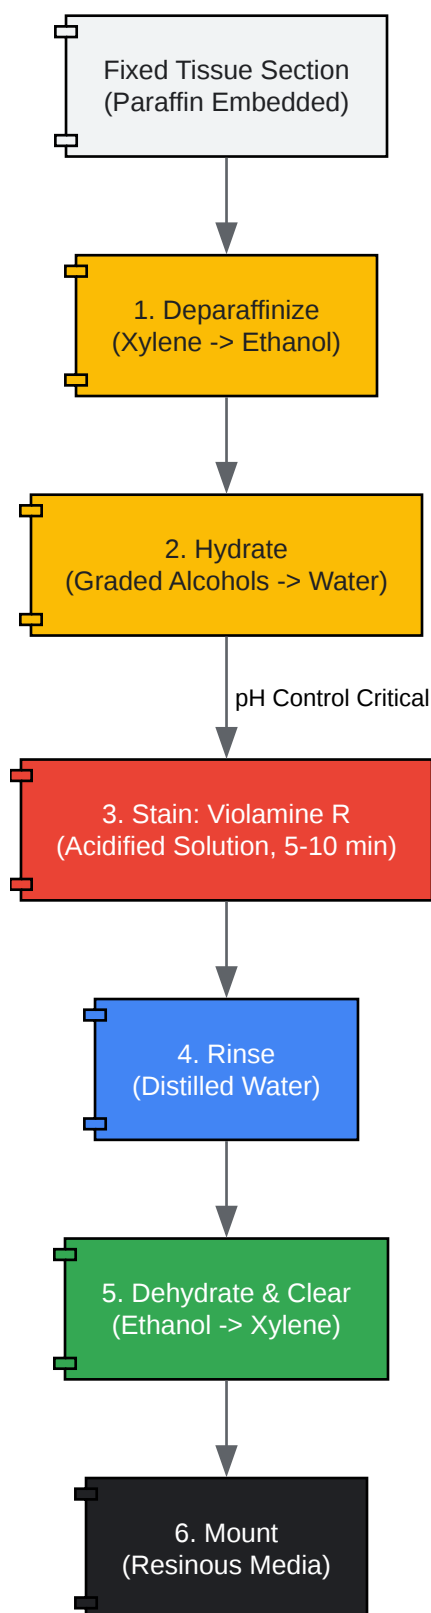 Fixed Tissue Section
(Paraffin Embedded)
1. Deparaffinize
(Xylene -> Ethanol)
2. Hydrate
(Graded Alcohols -> Water)
pH Control Critical
3. Stain: Violamine R
(Acidified Solution, 5-10 min)
4. Rinse
(Distilled Water)
5. Dehydrate & Clear
(Ethanol -> Xylene)
6. Mount
(Resinous Media)